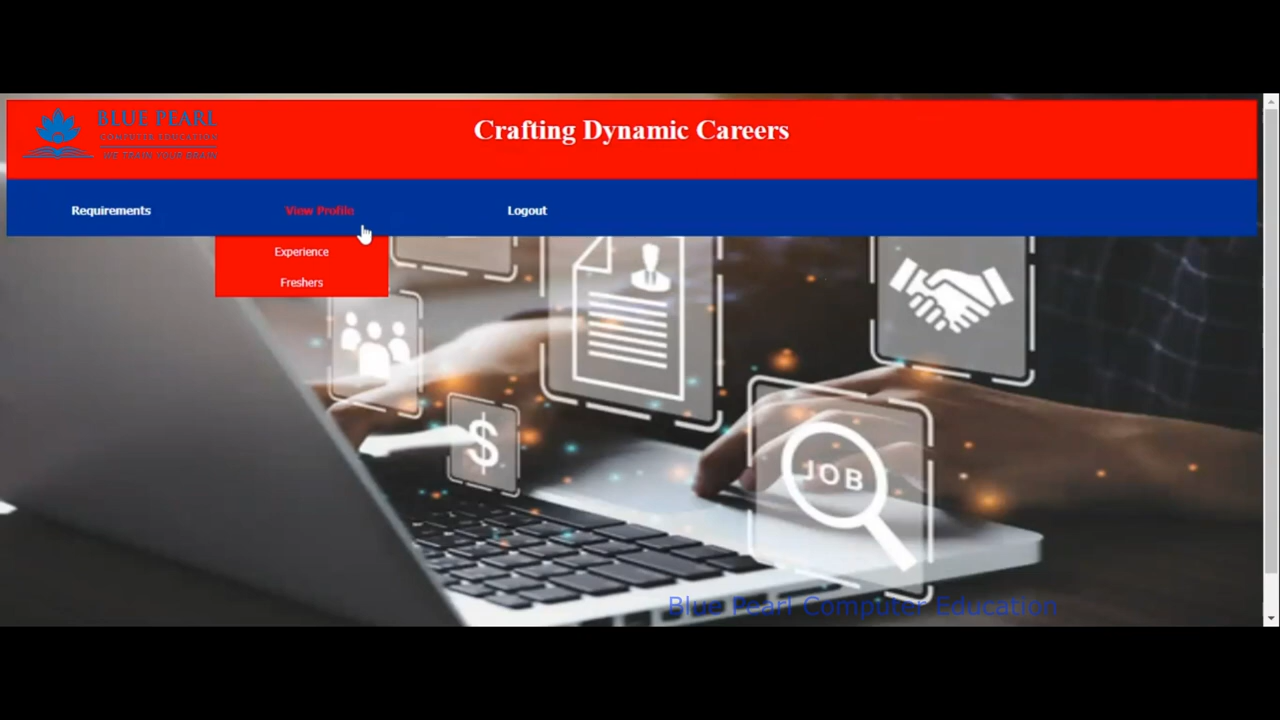 BLUE PEARL
COMPUTER EDUCATION
WE TRAIN YOUR BRAIN
Crafting Dynamic Careers
Requirements
View Profile
Logout
Experience
Freshers
$
JOB
Blue Pearl Computer Education